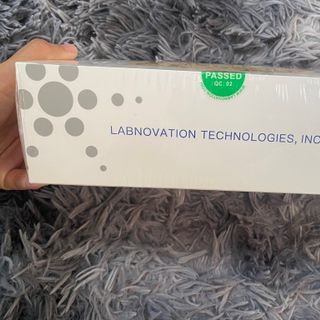 PASSED
QC: 02
LABNOVATION TECHNOLOGIES, INC